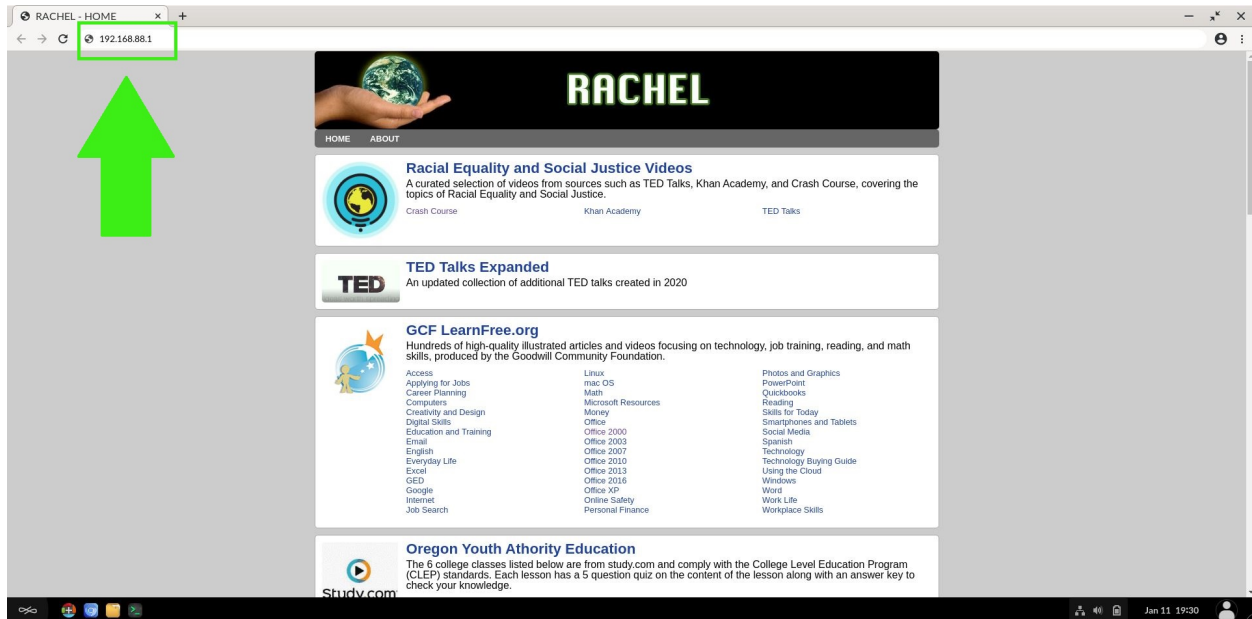 RACHEL - HOME
192.168.88.1
RACHEL
HOME ABOUT
Racial Equality and Social Justice Videos
A curated selection of videos from sources such as TED Talks, Khan Academy, and Crash Course, covering the
topics of Racial Equality and Social Justice.
Crash Course Khan Academy TED Talks
TED
TED Talks Expanded
An updated collection of additional TED talks created in 2020
GCF LearnFree.org
Hundreds of high-quality illustrated articles and videos focusing on technology, job training, reading, and math
skills, produced by the Goodwill Community Foundation.
Access Linux Photos and Graphics
Applying for Jobs mac OS PowerPoint
Career Planning Math Quickbooks
Computers Microsoft Resources Reading
Creativity and Design Money Skills for Today
Digital Skills Office Smartphones and Tablets
Education and Training Office 2000 Social Media
Email Office 2003 Spanish
English Office 2007 Technology
Everyday Life Office 2010 Technology Buying Guide
Excel Office 2013 Using the Cloud
GED Office 2016 Windows
Google Office XP Word
Internet Online Safety Work Life
Job Search Personal Finance Workplace Skills
Study.com
Oregon Youth Athority Education
The 6 college classes listed below are from study.com and comply with the College Level Education Program
(CLEP) standards. Each lesson has a 5 question quiz on the content of the lesson along with an answer key to
check your knowledge.
Jan 11 19:30